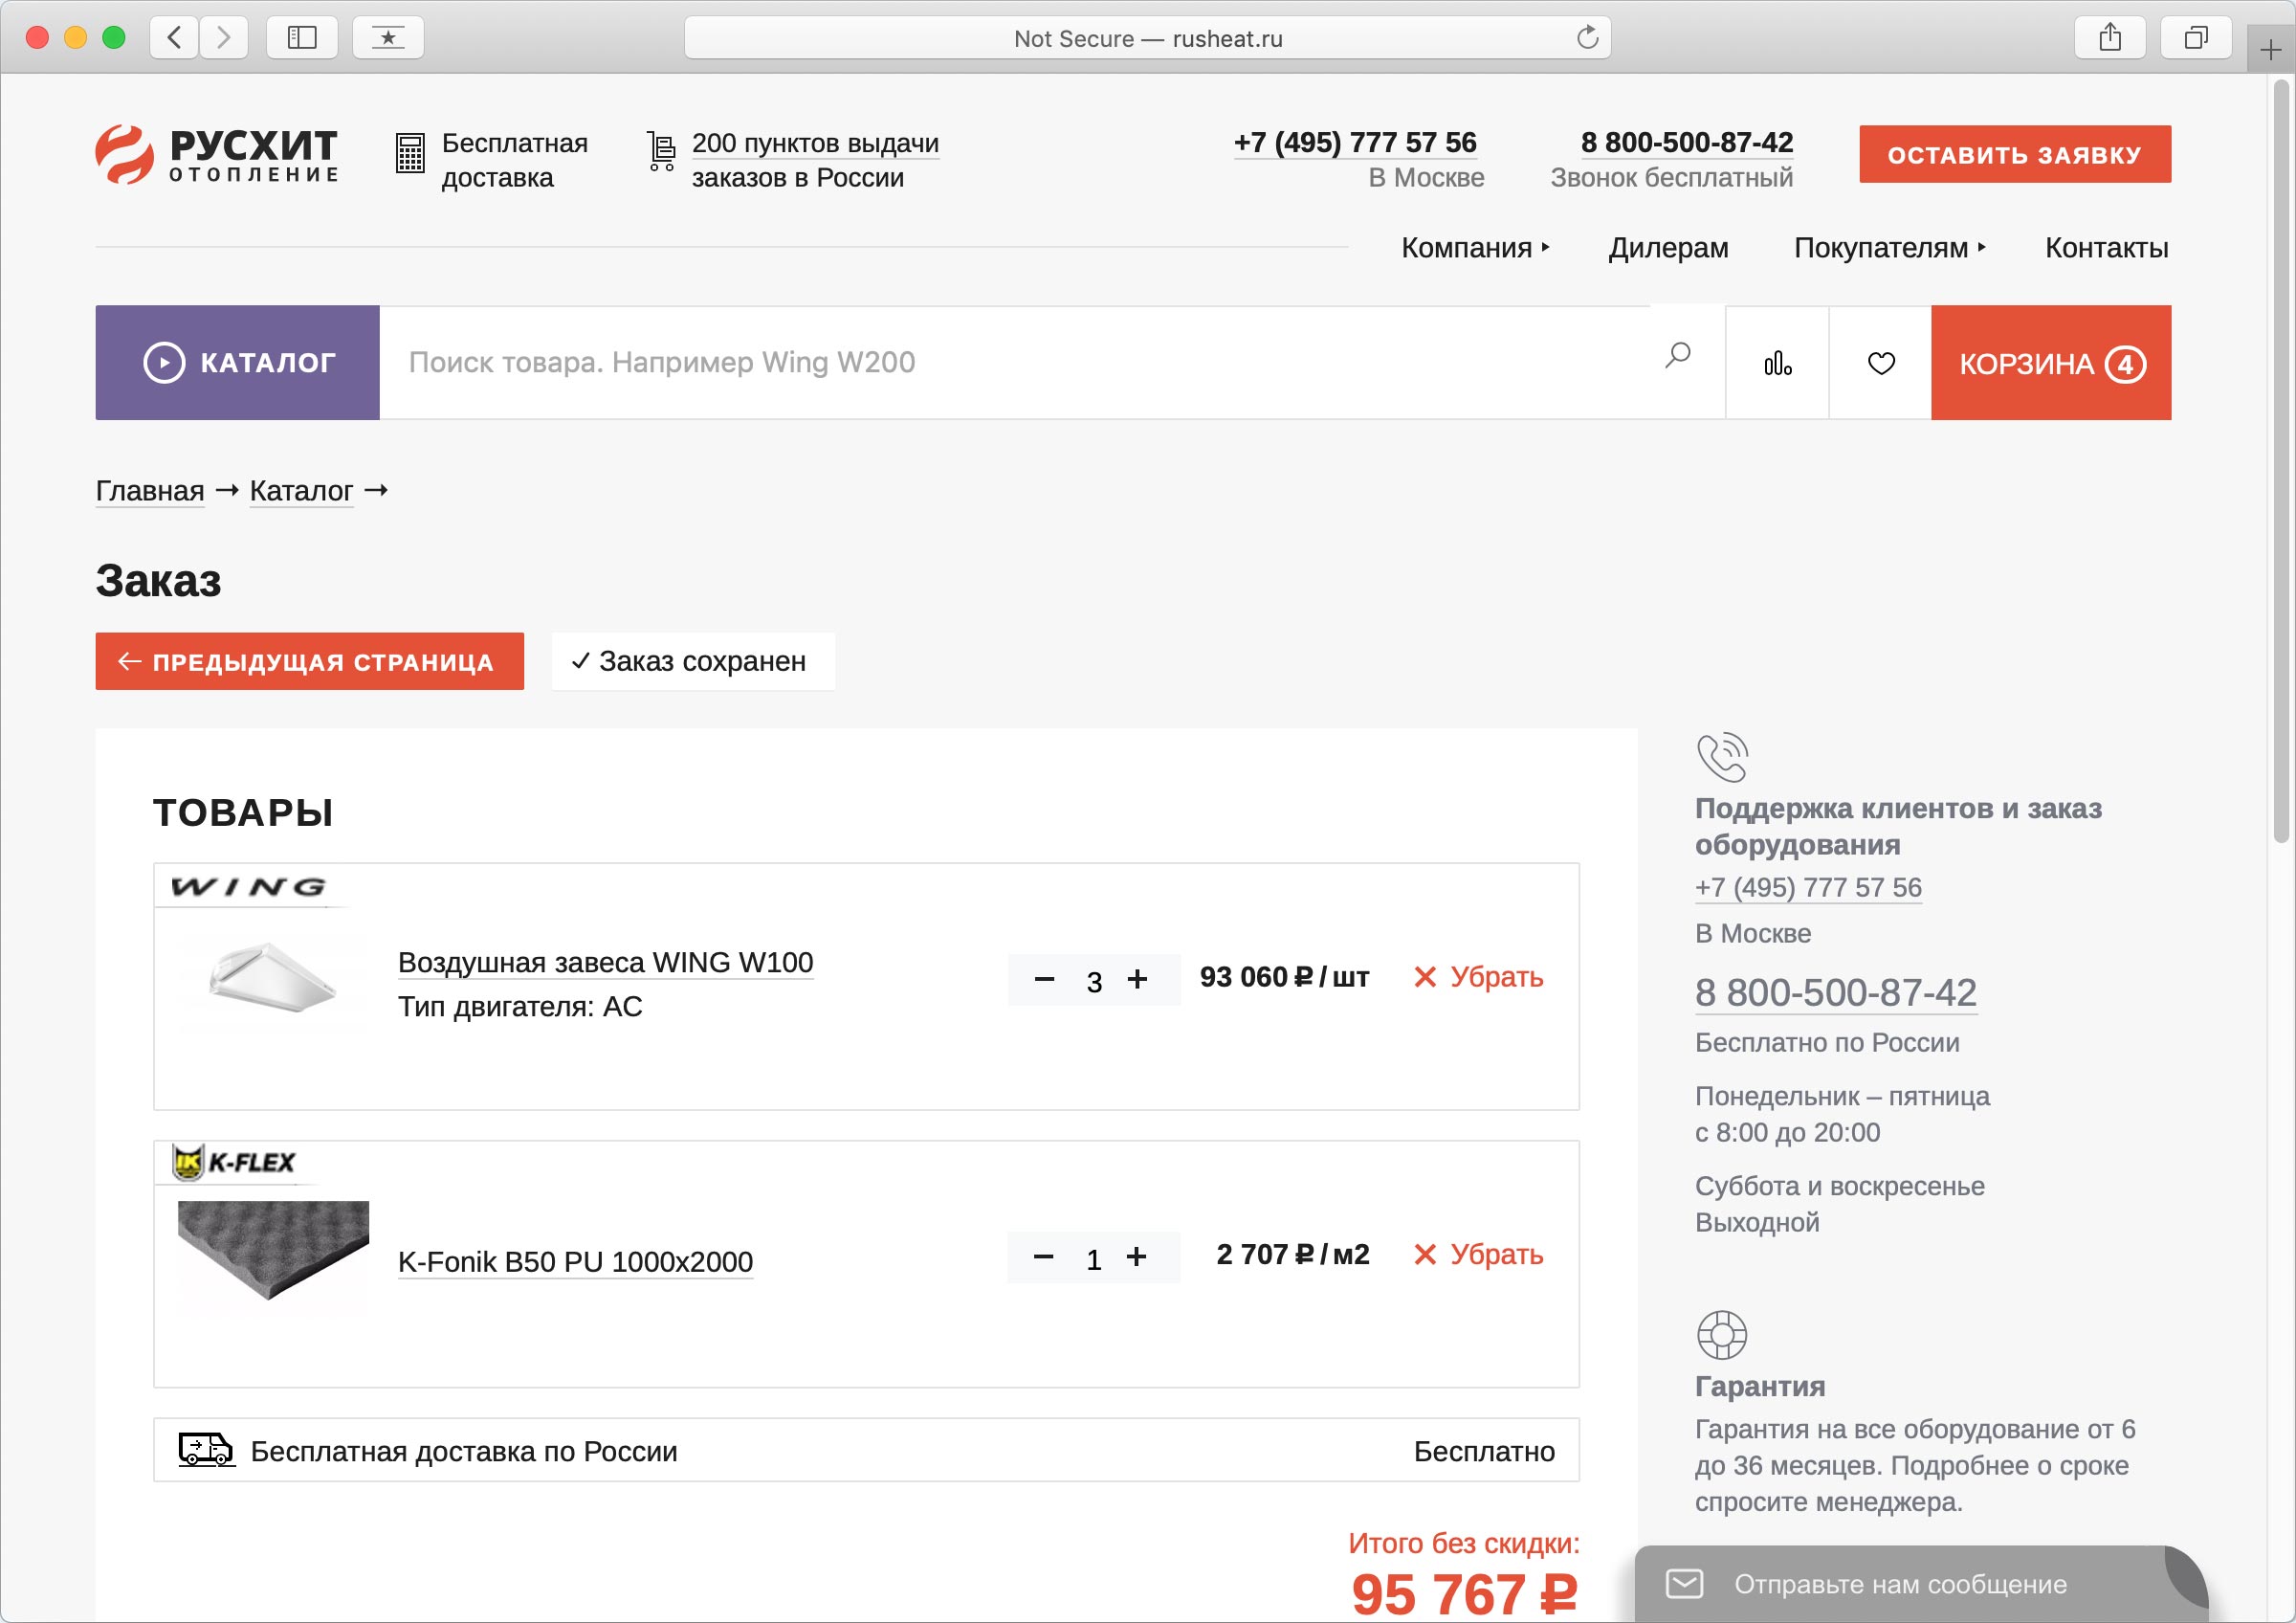 Not Secure — rusheat.ru
РУСХИТ
ОТОПЛЕНИЕ
Бесплатная
доставка
200 пунктов выдачи
заказов в России
+7 (495) 777 57 56
В Москве
8 800-500-87-42
Звонок бесплатный
ОСТАВИТЬ ЗАЯВКУ
Компания
Дилерам
Покупателям
Контакты
КАТАЛОГ
Поиск товара. Например Wing W200
КОРЗИНА 4
Главная → Каталог →
Заказ
← ПРЕДЫДУЩАЯ СТРАНИЦА
✓ Заказ сохранен
ТОВАРЫ
WING
Воздушная завеса WING W100
Тип двигателя: AC
− 3 +
93 060 ₽ / шт
× Убрать
K-FLEX
K-Fonik B50 PU 1000x2000
− 1 +
2 707 ₽ / м2
× Убрать
Бесплатная доставка по России
Бесплатно
Итого без скидки:
95 767 ₽
Поддержка клиентов и заказ
оборудования
+7 (495) 777 57 56
В Москве
8 800-500-87-42
Бесплатно по России
Понедельник – пятница
с 8:00 до 20:00
Суббота и воскресенье
Выходной
Гарантия
Гарантия на все оборудование от 6
до 36 месяцев. Подробнее о сроке
спросите менеджера.
Отправьте нам сообщение